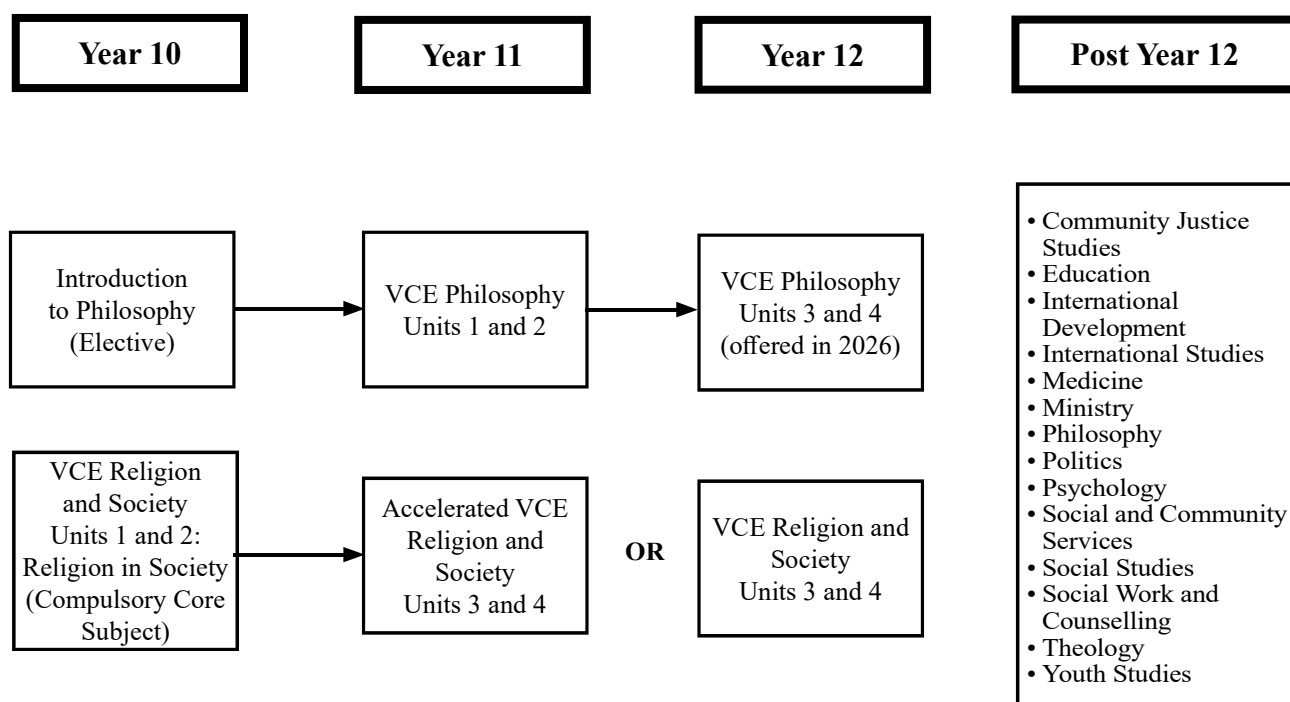 Year 10
Year 11
Year 12
Post Year 12
Introduction
to Philosophy
(Elective)
VCE Philosophy
Units 1 and 2
VCE Philosophy
Units 3 and 4
(offered in 2026)
VCE Religion
and Society
Units 1 and 2:
Religion in Society
(Compulsory Core
Subject)
Accelerated VCE
Religion and
Society
Units 3 and 4
OR
VCE Religion and
Society
Units 3 and 4
• Community Justice
Studies
• Education
• International
Development
• International Studies
• Medicine
• Ministry
• Philosophy
• Politics
• Psychology
• Social and Community
Services
• Social Studies
• Social Work and
Counselling
• Theology
• Youth Studies